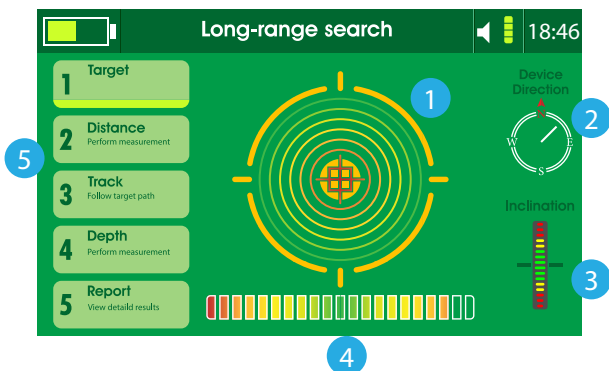 Long-range search
18:46
1 Target
2 Distance
Perform measurement
3 Track
Follow target path
4 Depth
Perform measurement
5 Report
View detaild results
Device
Direction
N
W
E
S
Inclination
1
2
3
4
5